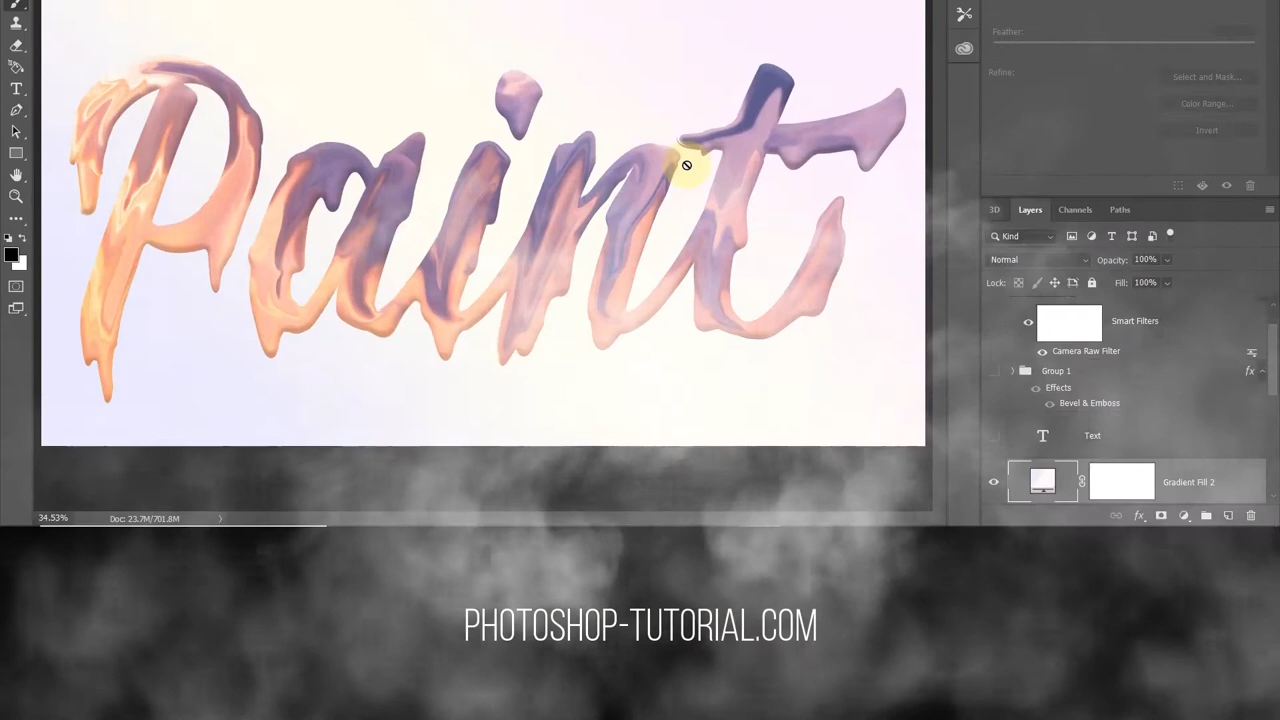 Paint
Feather:
Refine:
Select and Mask...
Color Range...
Invert
3D Layers Channels Paths
Kind
Normal Opacity: 100%
Lock: Fill: 100%
Smart Filters
Camera Raw Filter
Group 1 fx
Effects
Bevel & Emboss
T Text
Gradient Fill 2
fx
34.53% Doc: 23.7M/701.8M
PHOTOSHOP-TUTORIAL.COM